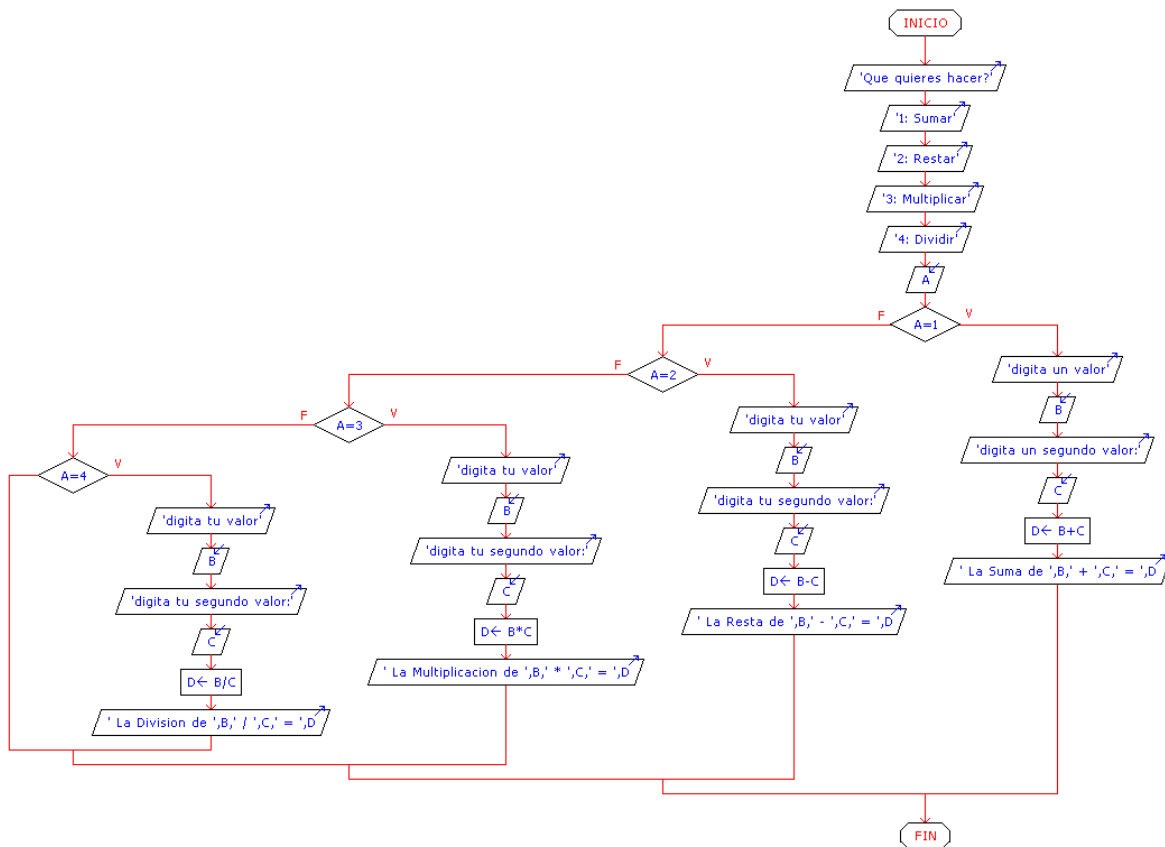 INICIO
'Que quieres hacer?'
'1: Sumar'
'2: Restar'
'3: Multiplicar'
'4: Dividir'
A
A=1
F
V
'digita un valor'
B
'digita un segundo valor:'
C
D← B+C
' La Suma de ',B,' + ',C,' = ',D
A=2
F
V
'digita tu valor'
B
'digita tu segundo valor:'
C
D← B-C
' La Resta de ',B,' - ',C,' = ',D
A=3
F
V
'digita tu valor'
B
'digita tu segundo valor:'
C
D← B*C
' La Multiplicacion de ',B,' * ',C,' = ',D
A=4
V
'digita tu valor'
B
'digita tu segundo valor:'
C
D← B/C
' La Division de ',B,' / ',C,' = ',D
FIN